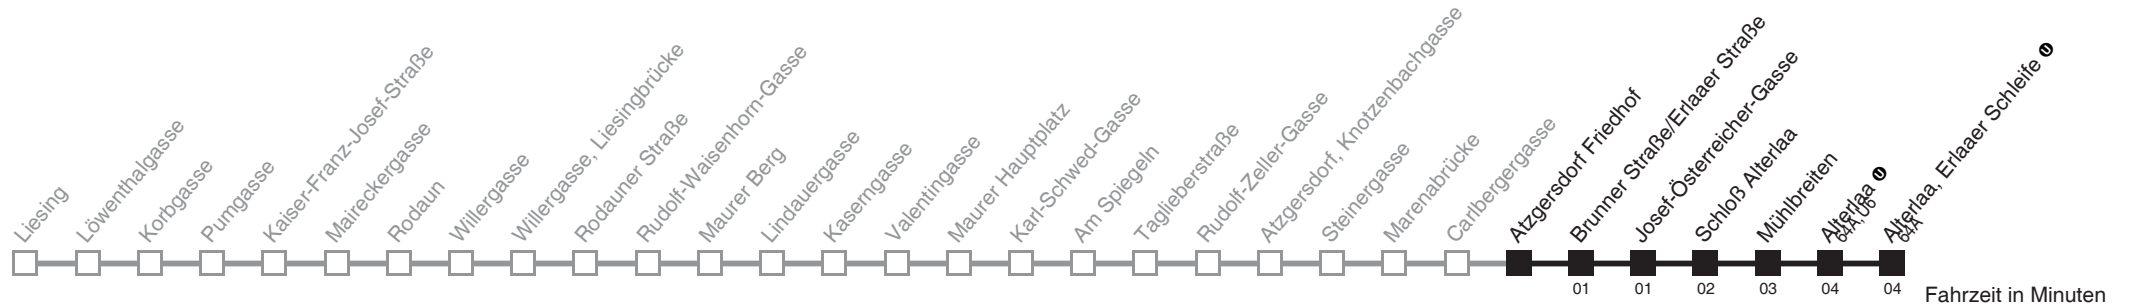 Liesing
Löwenthalgasse
Korbgasse
Pumgasse
Kaiser-Franz-Josef-Straße
Maireckergasse
Rodaun
Willergasse
Willergasse, Liesingbrücke
Rodauner Straße
Rudolf-Waisenhorn-Gasse
Maurer Berg
Lindauergasse
Kaserngasse
Valentingasse
Maurer Hauptplatz
Karl-Schwed-Gasse
Am Spiegeln
Taglieberstraße
Rudolf-Zeller-Gasse
Atzgersdorf, Knotzenbachgasse
Steinergasse
Marenabrücke
Carlbergergasse
Atzgersdorf Friedhof
Brunner Straße/Erlaaer Straße
Josef-Österreicher-Gasse
Schloß Alterlaa
Mühlbreiten
Alterlaa U
64A, U6
Alterlaa, Erlaaer Schleife U
64A
01 01 02 03 04 04
Fahrzeit in Minuten